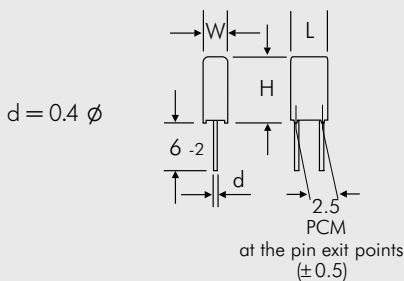 W
L
H
d = 0.4 ϕ
6 -2
d
2.5
PCM
at the pin exit points
(±0.5)